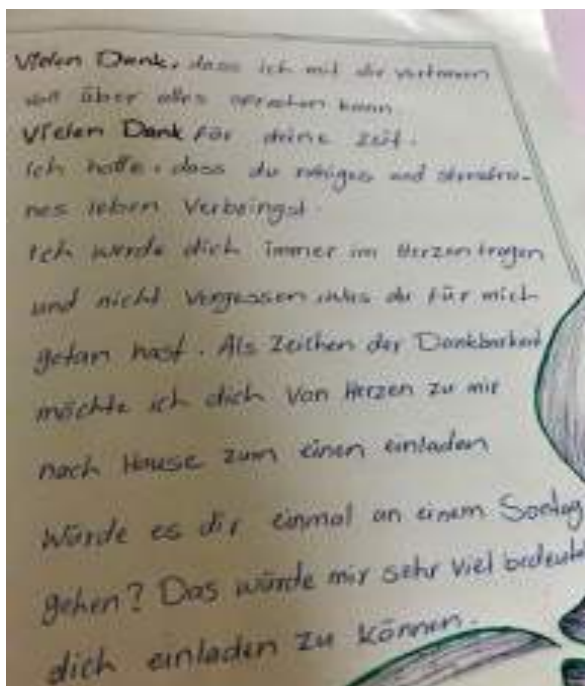 Vielen Dank, dass ich mit dir vertrauen
voll über alles sprechen kann.
Vielen Dank für deine Zeit.
Ich hoffe, dass du ruhiges und
nes leben Verbringst.
Ich werde dich immer im Herzen tragen
und nicht Vergessen, was du für mich
getan hast. Als Zeichen der Dankbarkeit
möchte ich dich Von Herzen zu mir
nach Hause zum einen einladen
Würde es dir einmal an einem Sontag
gehen? Das würde mir sehr viel bedeuten
dich einladen zu können.